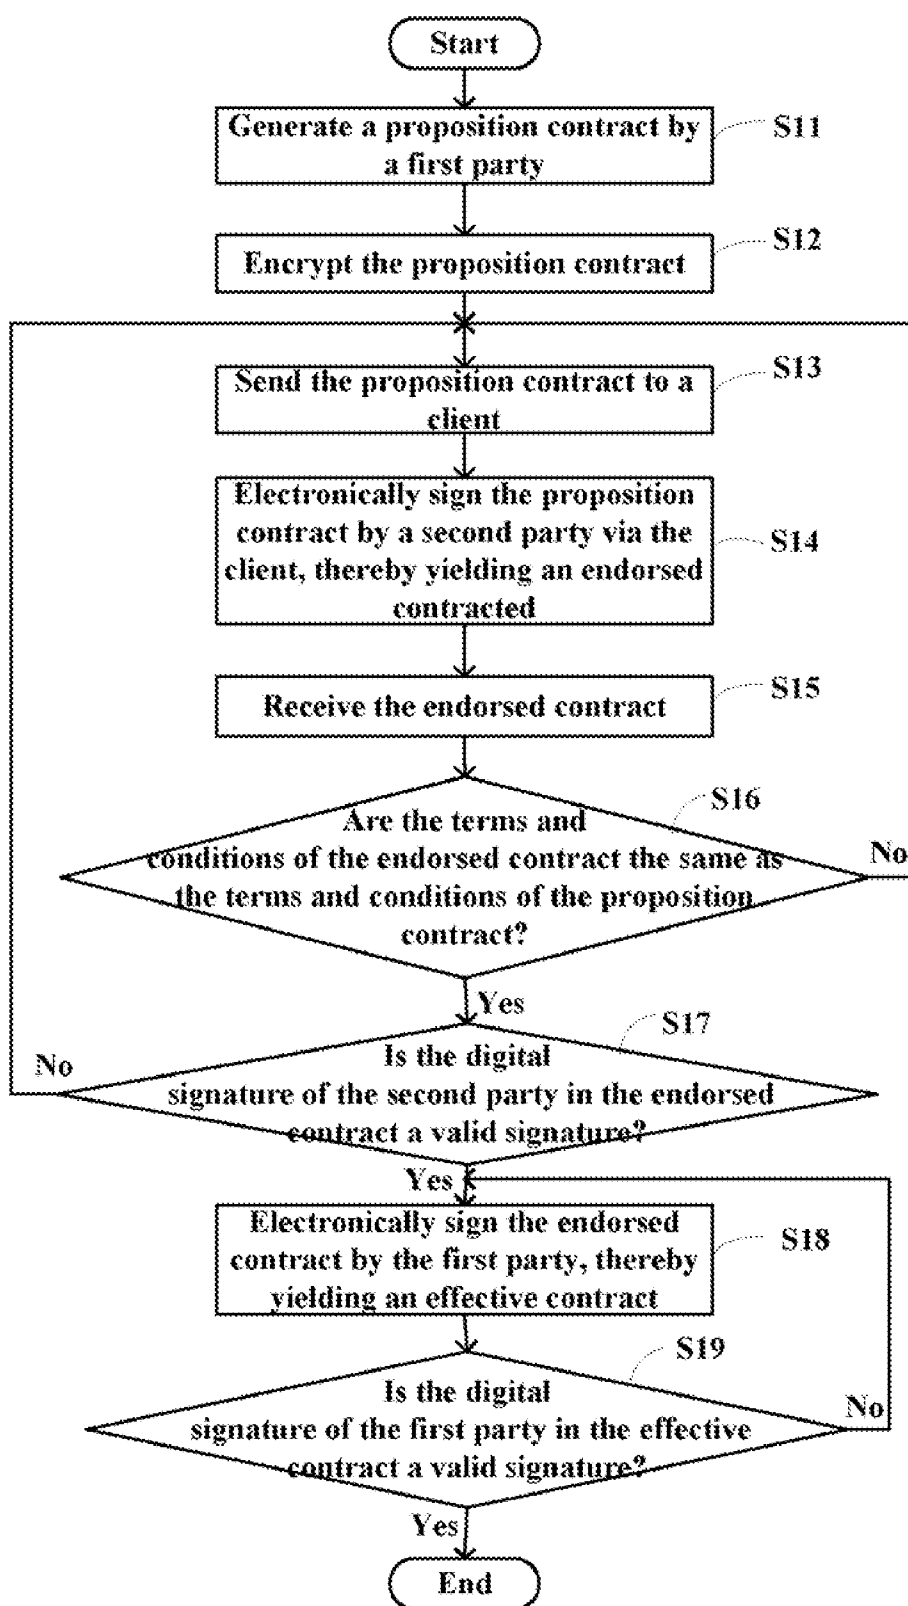 Start
Generate a proposition contract by
a first party
S11
Encrypt the proposition contract
S12
Send the proposition contract to a
client
S13
Electronically sign the proposition
contract by a second party via the
client, thereby yielding an endorsed
contracted
S14
Receive the endorsed contract
S15
Are the terms and
conditions of the endorsed contract the same as
the terms and conditions of the proposition
contract?
S16
No
Yes
Is the digital
signature of the second party in the endorsed
contract a valid signature?
S17
No
Yes
Electronically sign the endorsed
contract by the first party, thereby
yielding an effective contract
S18
Is the digital
signature of the first party in the effective
contract a valid signature?
S19
No
Yes
End